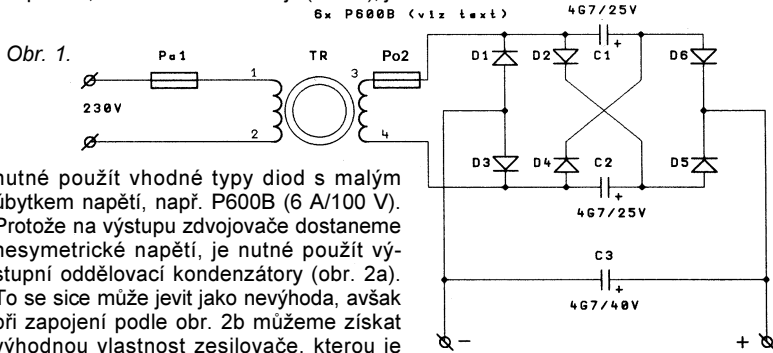 6x P600B (viz text)
4G7/25V
Obr. 1.
Pa1
TR
Po2
D1
D2
C1
D6
+
1
3
230V
2
4
D3
D4
C2
D5
+
4G7/25V
C3
+
4G7/40V
−
+
nutné použít vhodné typy diod s malým
úbytkem napětí, např. P600B (6 A/100 V).
Protože na výstupu zdvojovače dostaneme
nesymetrické napětí, je nutné použít vý-
stupní oddělovací kondenzátory (obr. 2a).
To se sice může jevit jako nevýhoda, avšak
při zapojení podle obr. 2b můžeme získat
výhodnou vlastnost zesilovače, kterou je